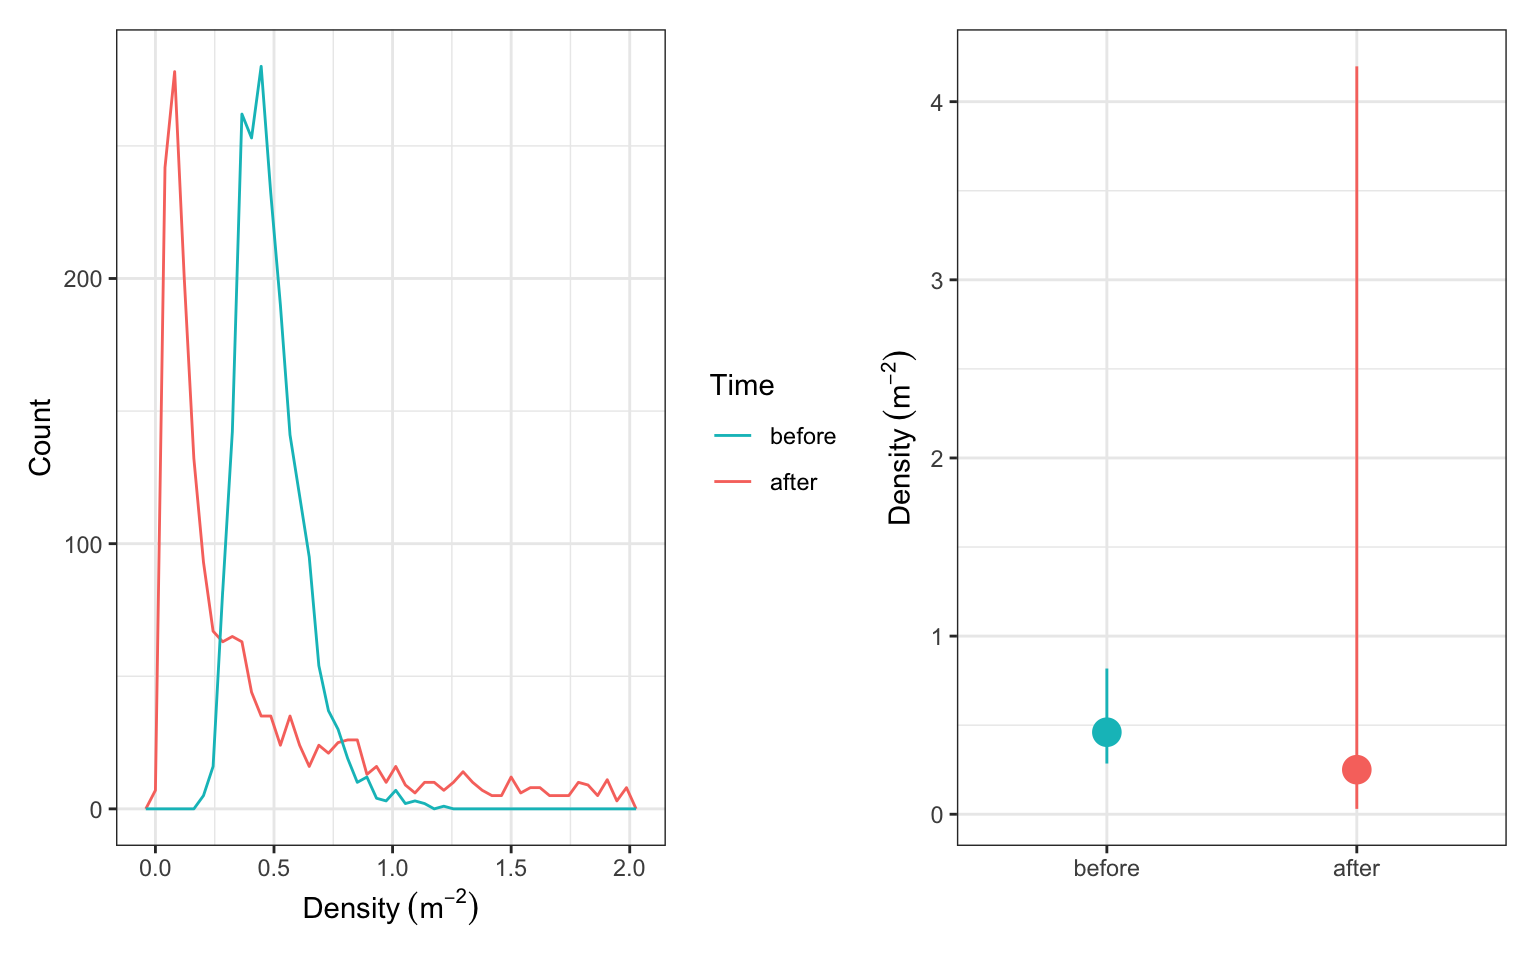 Count
200
100
0
0.0 0.5 1.0 1.5 2.0
Density (m⁻²)
Time
before
after
Density (m⁻²)
4
3
2
1
0
before after